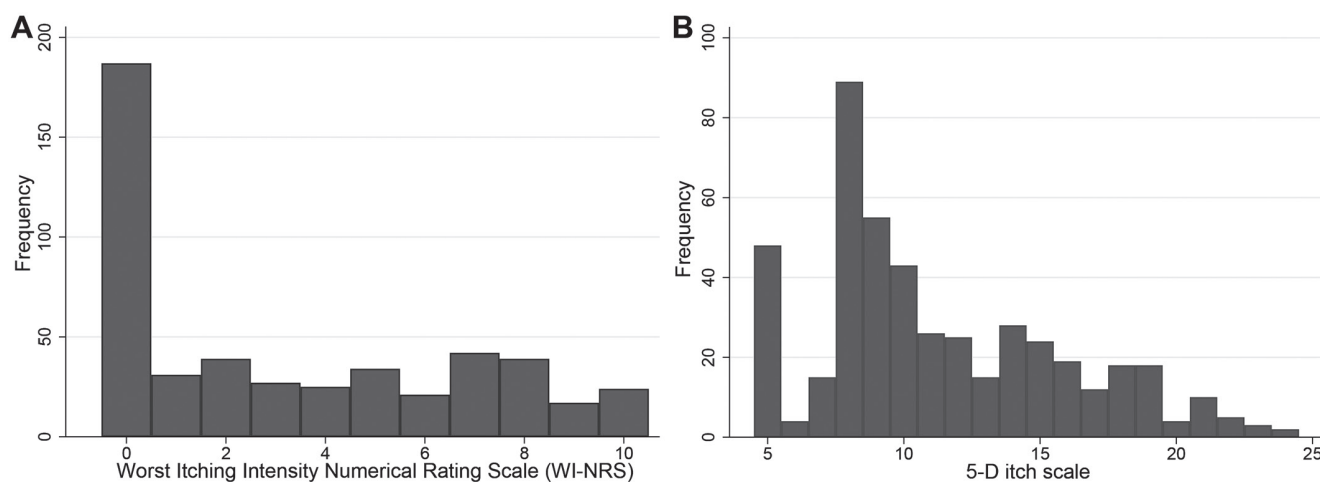 A
200
150
100
50
0
Frequency
0 2 4 6 8 10
Worst Itching Intensity Numerical Rating Scale (WI-NRS)
B
100
80
60
40
20
0
Frequency
5 10 15 20 25
5-D itch scale